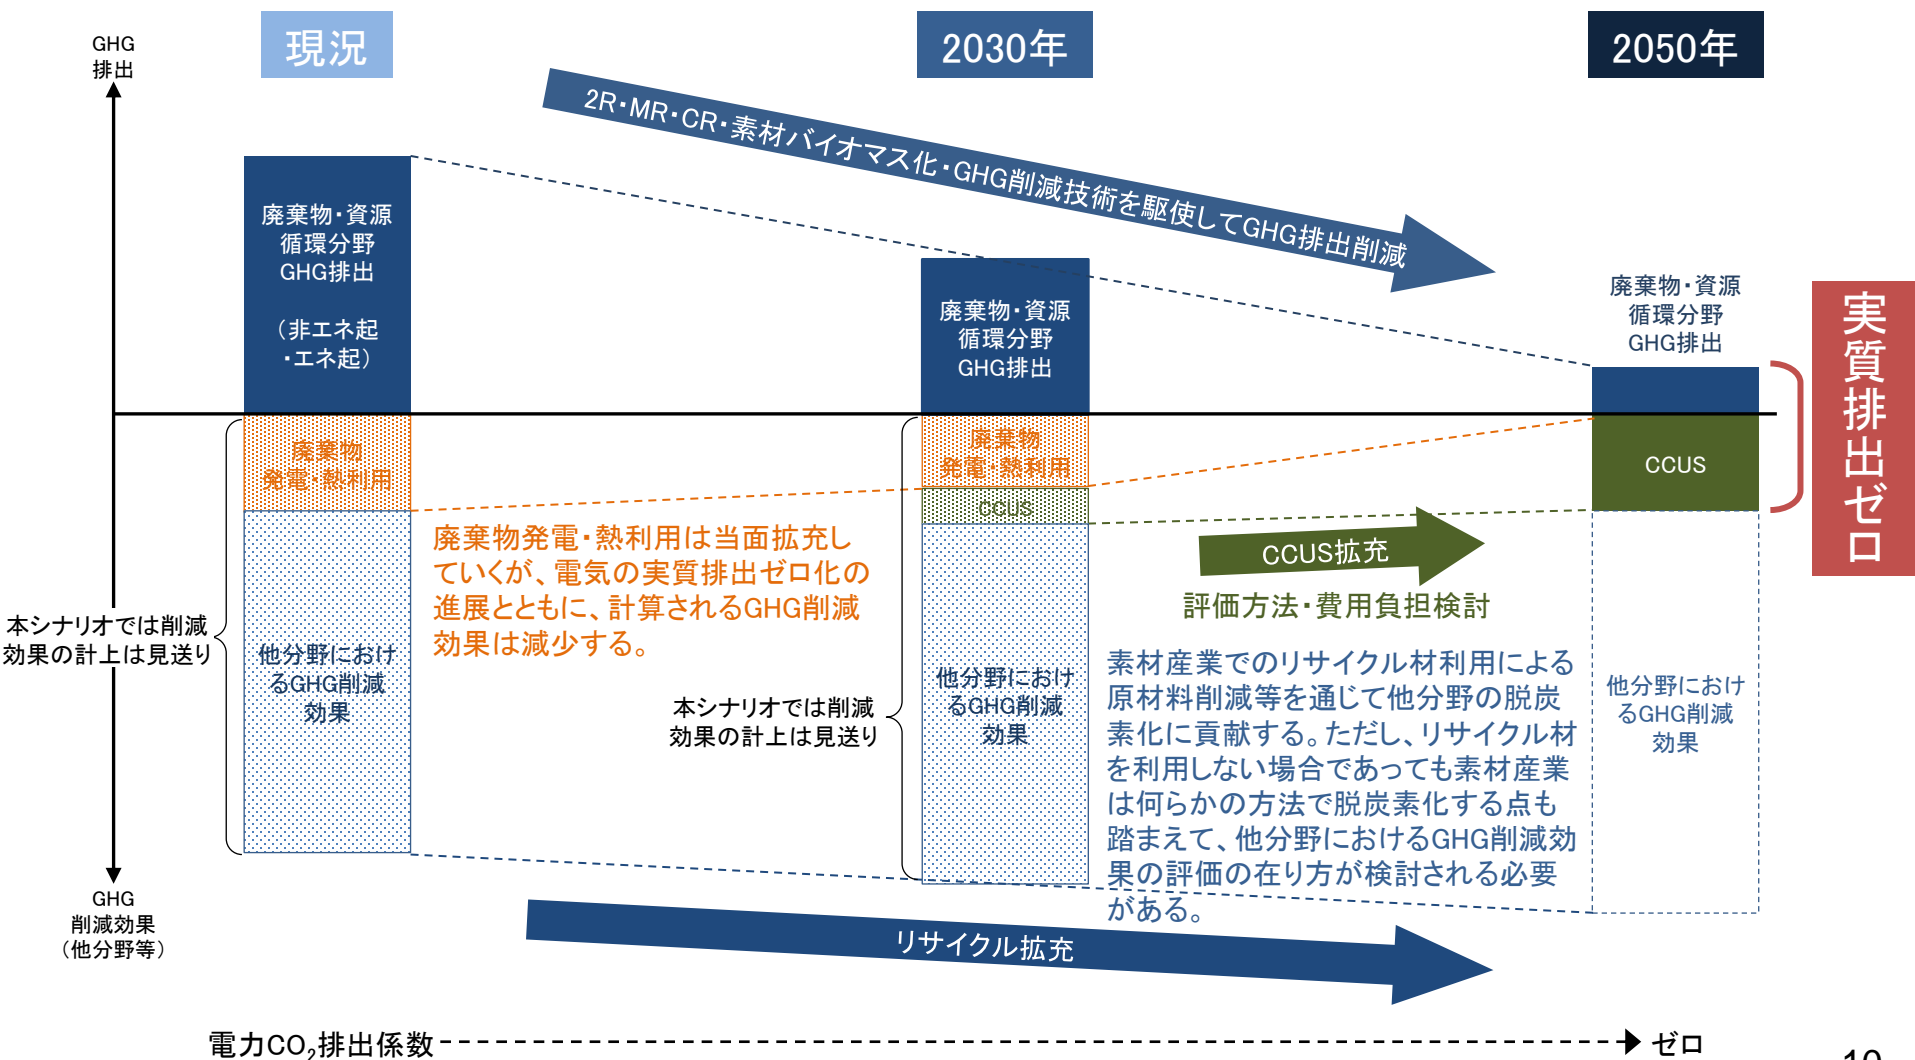 現況
2030年
2050年
GHG
排出
2R・MR・CR・素材バイオマス化・GHG削減技術を駆使してGHG排出削減
廃棄物・資源
循環分野
GHG排出
（非エネ起
・エネ起）
廃棄物・資源
循環分野
GHG排出
廃棄物・資源
循環分野
GHG排出
実質排出ゼロ
廃棄物
発電・熱利用
廃棄物
発電・熱利用
CCUS
CCUS
廃棄物発電・熱利用は当面拡充し
ていくが、電気の実質排出ゼロ化の
進展とともに、計算されるGHG削減
効果は減少する。
CCUS拡充
評価方法・費用負担検討
本シナリオでは削減
効果の計上は見送り
他分野におけ
るGHG削減
効果
本シナリオでは削減
効果の計上は見送り
他分野におけ
るGHG削減
効果
素材産業でのリサイクル材利用による
原材料削減等を通じて他分野の脱炭
素化に貢献する。ただし、リサイクル材
を利用しない場合であっても素材産業
は何らかの方法で脱炭素化する点も
踏まえて、他分野におけるGHG削減効
果の評価の在り方が検討される必要
がある。
他分野におけ
るGHG削減
効果
GHG
削減効果
（他分野等）
リサイクル拡充
電力CO₂排出係数
ゼロ
10